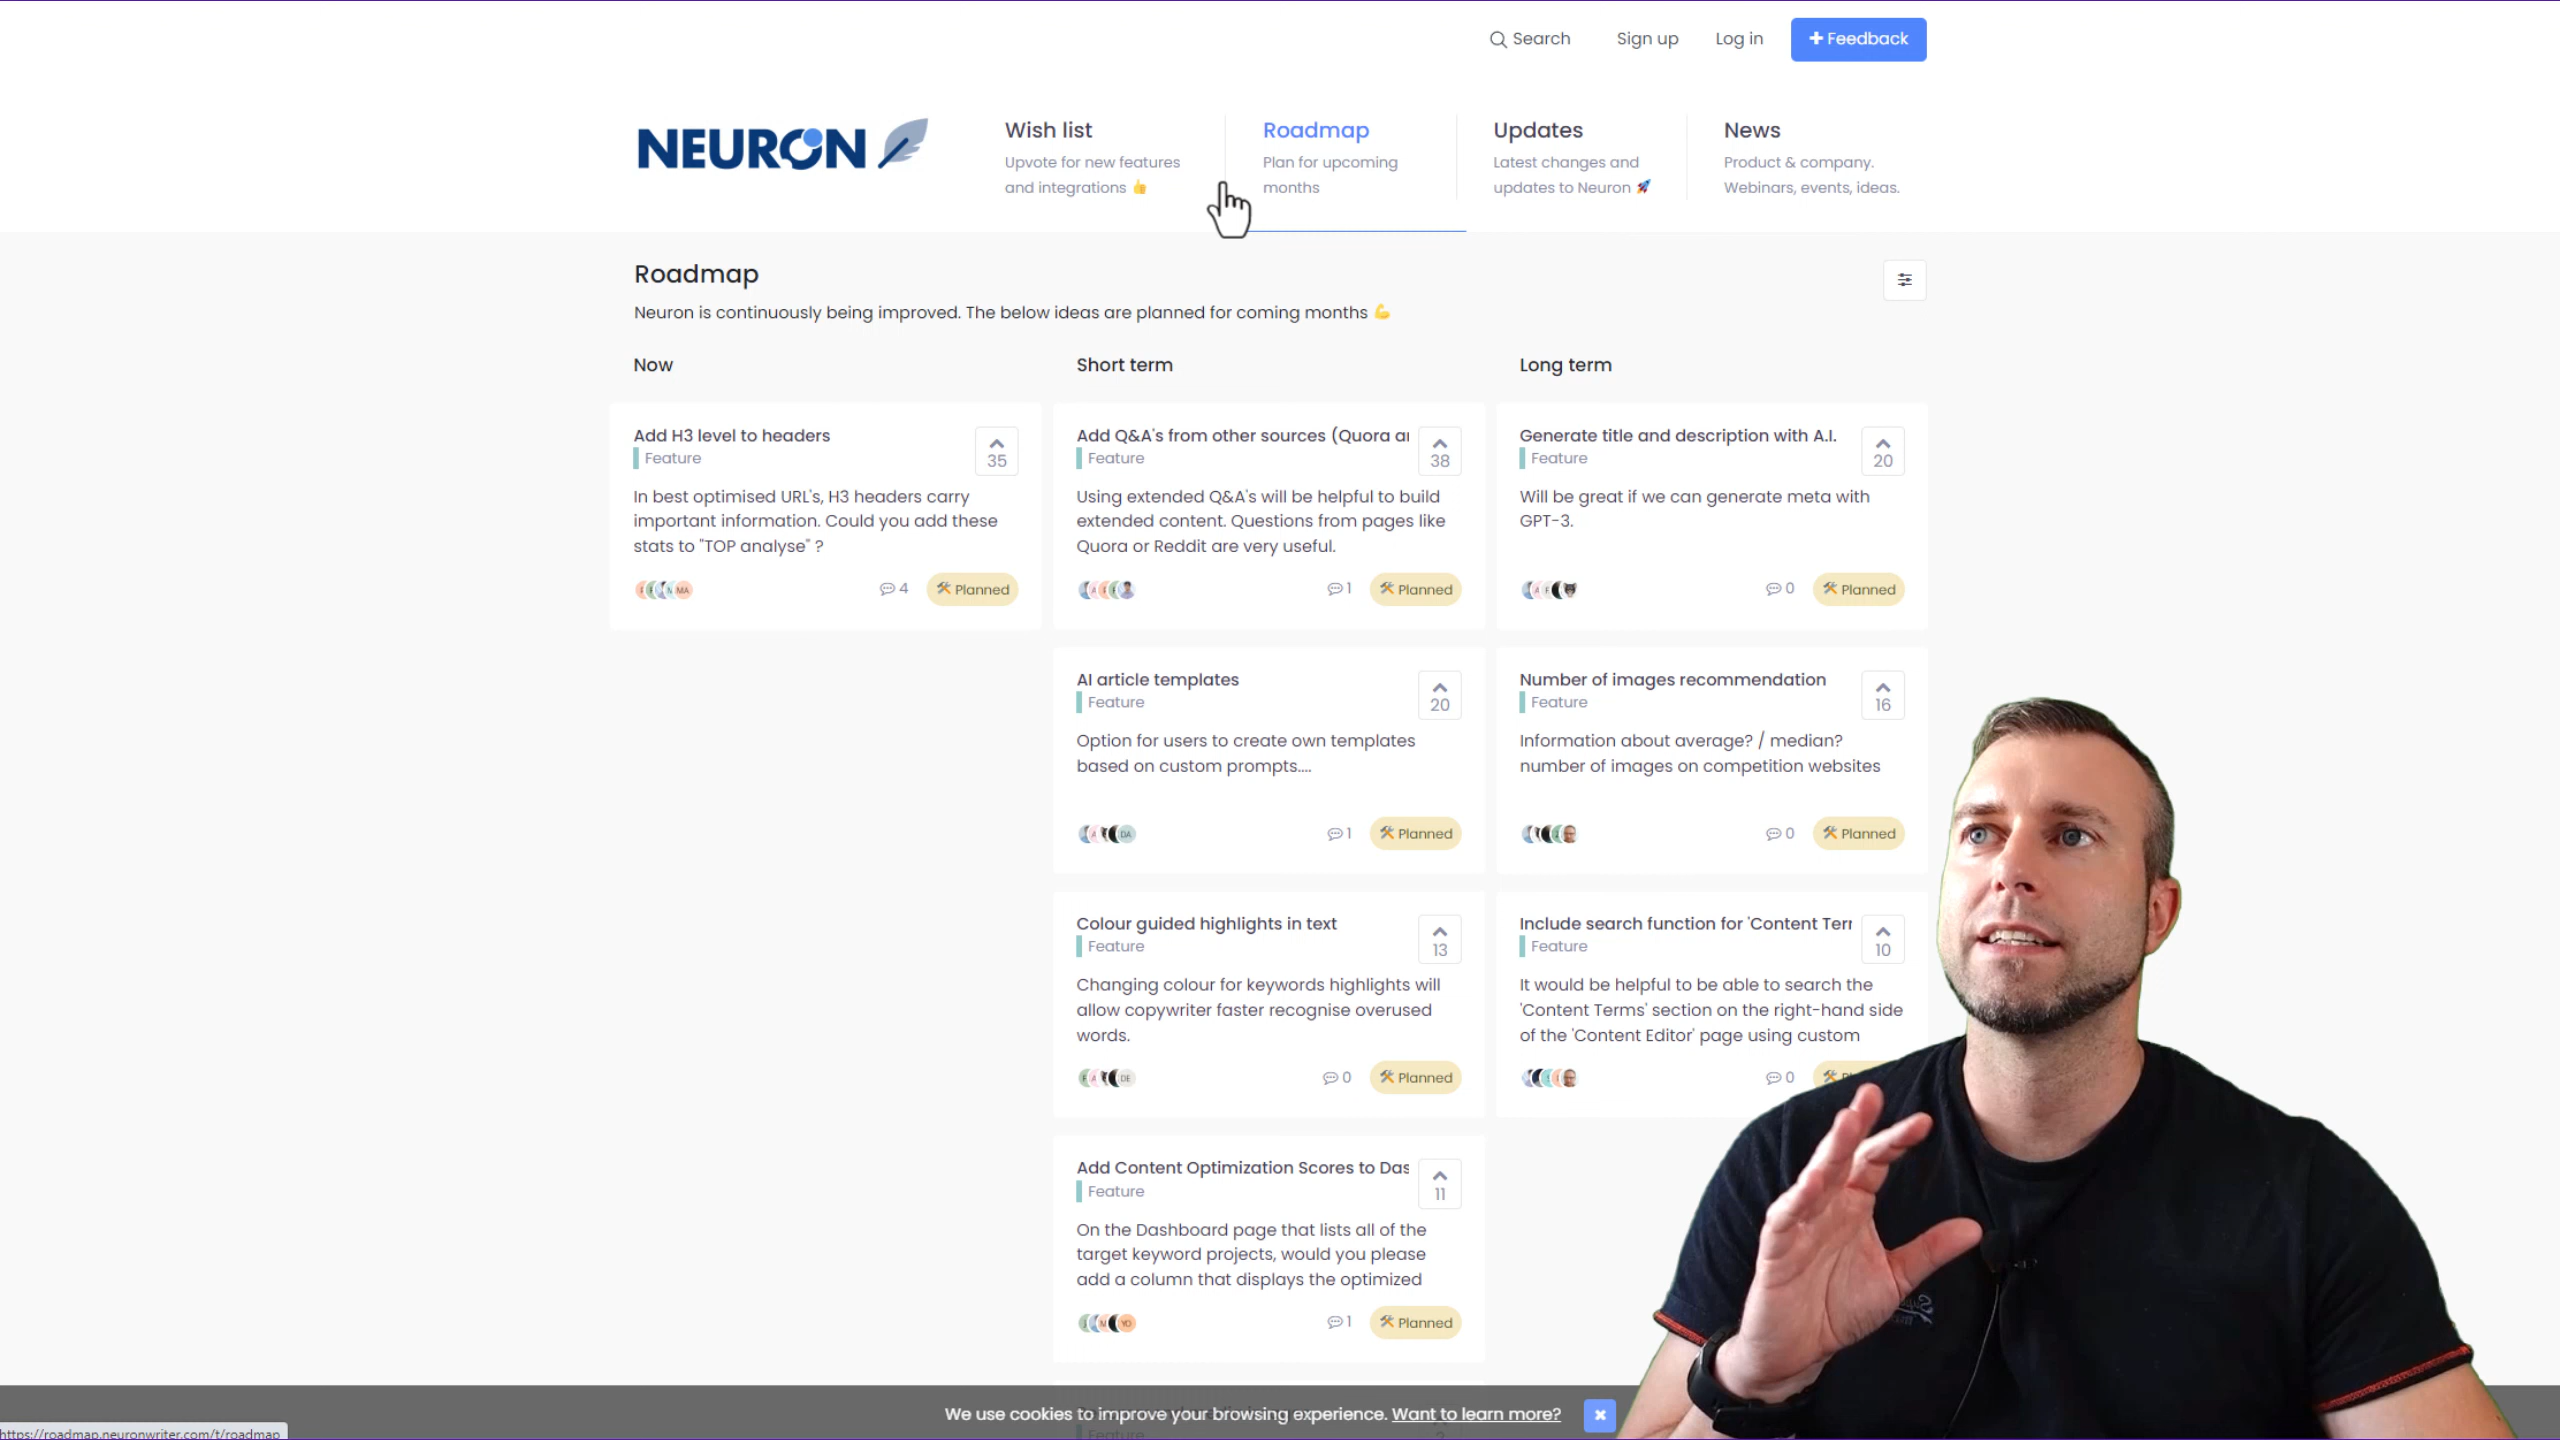 Search
Sign up
Log in
+ Feedback
NEURON
Wish list
Upvote for new features
and integrations 👍
Roadmap
Plan for upcoming
months
Updates
Latest changes and
updates to Neuron 🚀
News
Product & company.
Webinars, events, ideas.
Roadmap
Neuron is continuously being improved. The below ideas are planned for coming months 💪
Now
Add H3 level to headers
Feature
35
In best optimised URL's, H3 headers carry
important information. Could you add these
stats to "TOP analyse" ?
MA
4
🛠 Planned
Short term
Add Q&A's from other sources (Quora ar
Feature
38
Using extended Q&A's will be helpful to build
extended content. Questions from pages like
Quora or Reddit are very useful.
1
🛠 Planned
AI article templates
Feature
20
Option for users to create own templates
based on custom prompts....
DA
1
🛠 Planned
Colour guided highlights in text
Feature
13
Changing colour for keywords highlights will
allow copywriter faster recognise overused
words.
DE
0
🛠 Planned
Add Content Optimization Scores to Das
Feature
11
On the Dashboard page that lists all of the
target keyword projects, would you please
add a column that displays the optimized
YO
1
🛠 Planned
Feature
Long term
Generate title and description with A.I.
Feature
20
Will be great if we can generate meta with
GPT-3.
0
🛠 Planned
Number of images recommendation
Feature
16
Information about average? / median?
number of images on competition websites
0
🛠 Planned
Include search function for 'Content Terr
Feature
10
It would be helpful to be able to search the
'Content Terms' section on the right-hand side
of the 'Content Editor' page using custom
0
We use cookies to improve your browsing experience. Want to learn more?
https://roadmap.neuronwriter.com/t/roadmap